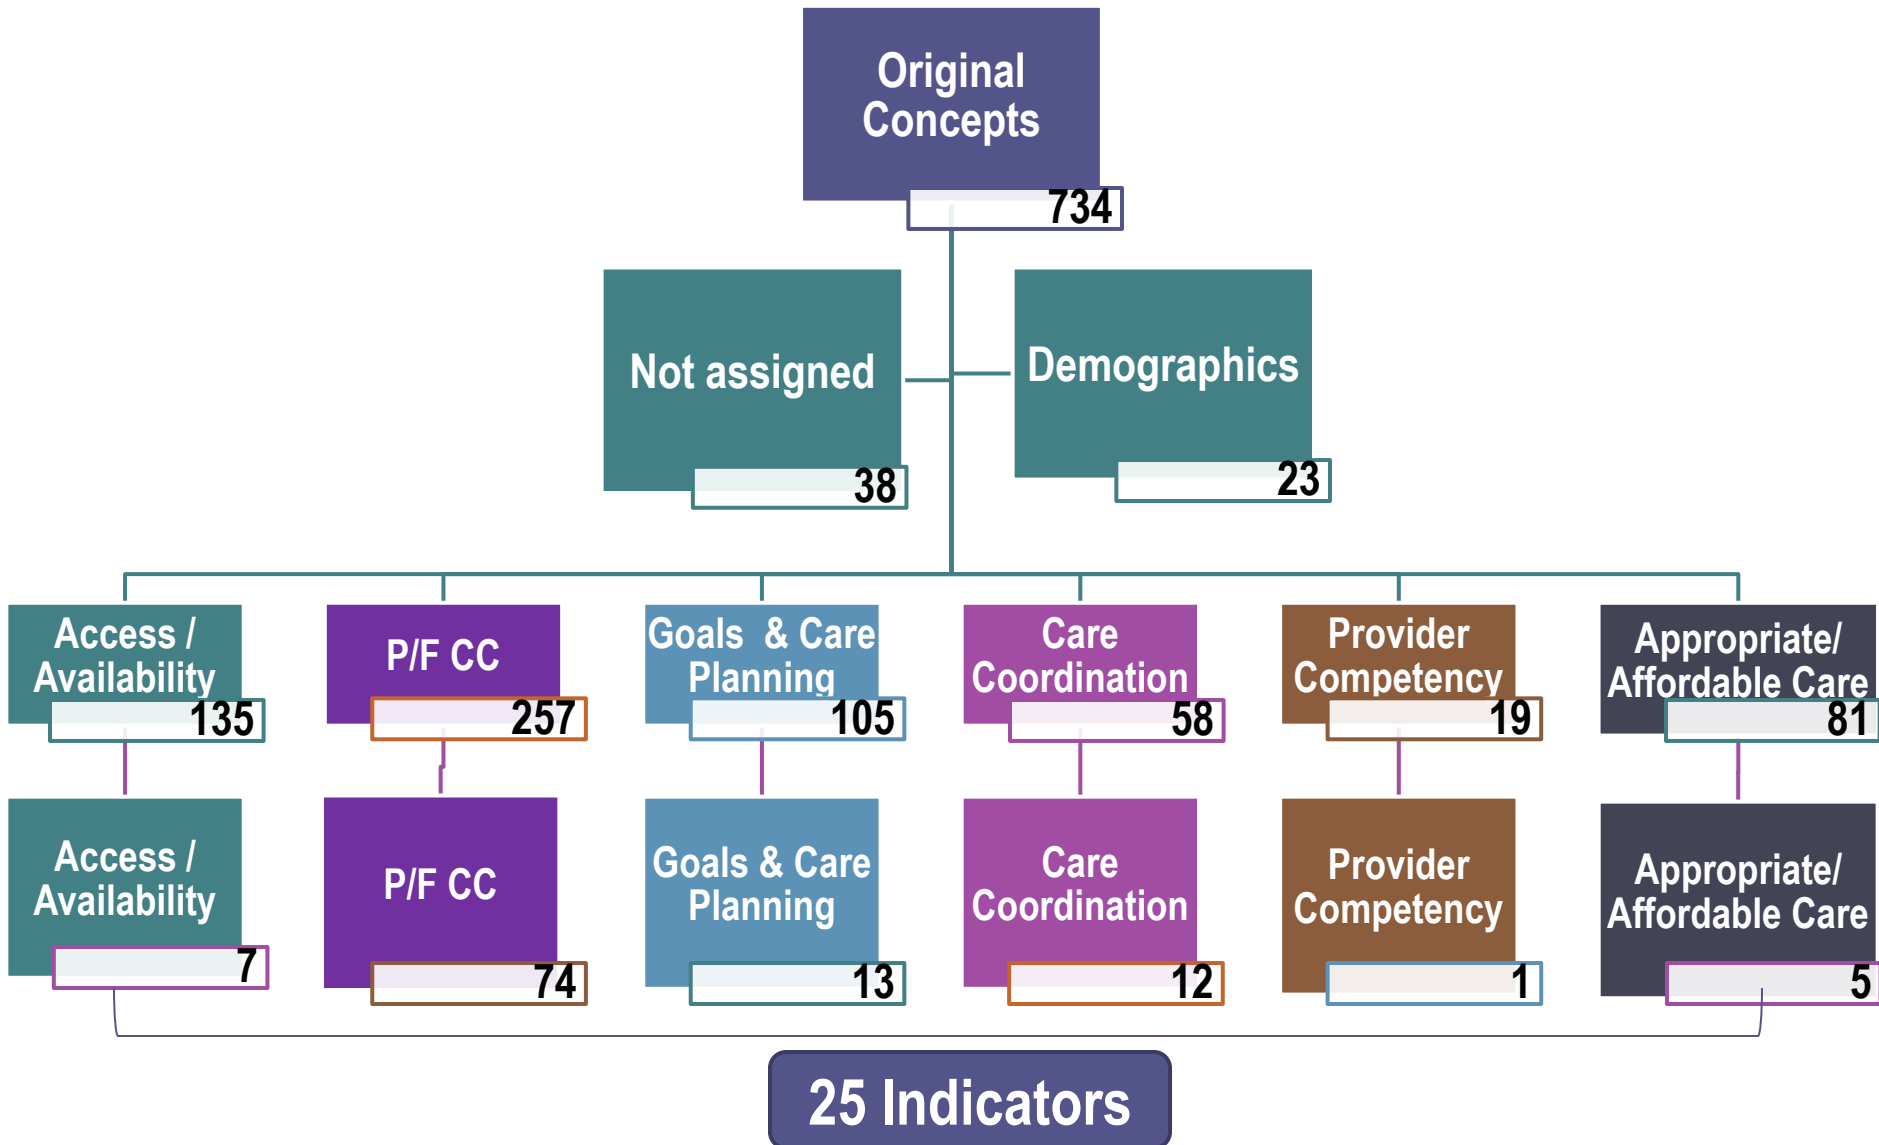 Original
Concepts
734
Not assigned
38
Demographics
23
Access /
Availability
135
P/F CC
257
Goals & Care
Planning
105
Care
Coordination
58
Provider
Competency
19
Appropriate/
Affordable Care
81
Access /
Availability
7
P/F CC
74
Goals & Care
Planning
13
Care
Coordination
12
Provider
Competency
1
Appropriate/
Affordable Care
5
25 Indicators